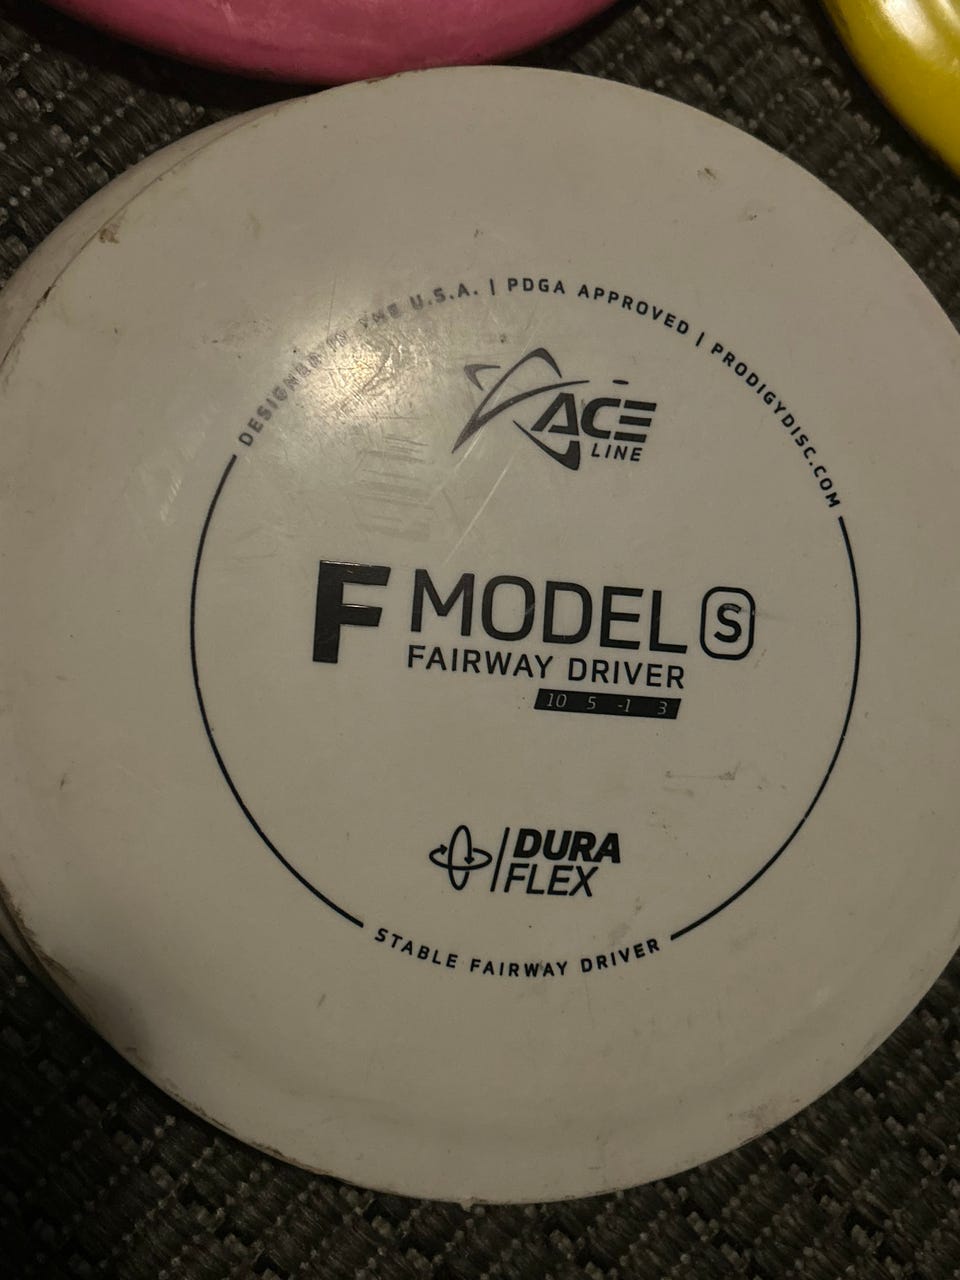 DESIGNED IN THE U.S.A. | PDGA APPROVED | PRODIGYDISC.COM
ACE
LINE
F MODEL S
FAIRWAY DRIVER
10 5 -1 3
DURA
FLEX
STABLE FAIRWAY DRIVER